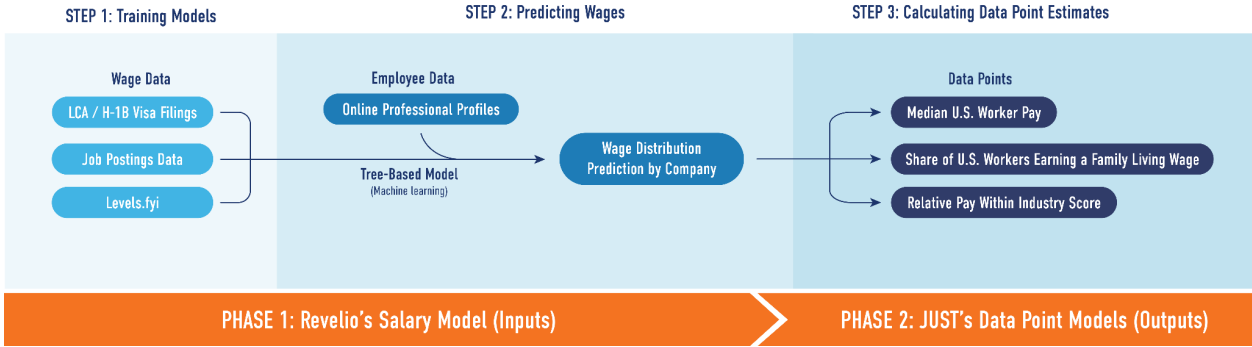 STEP 1: Training Models
STEP 2: Predicting Wages
STEP 3: Calculating Data Point Estimates
Wage Data
LCA / H-1B Visa Filings
Job Postings Data
Levels.fyi
Employee Data
Online Professional Profiles
Tree-Based Model
(Machine learning)
Wage Distribution
Prediction by Company
Data Points
Median U.S. Worker Pay
Share of U.S. Workers Earning a Family Living Wage
Relative Pay Within Industry Score
PHASE 1: Revelio's Salary Model (Inputs)
PHASE 2: JUST's Data Point Models (Outputs)